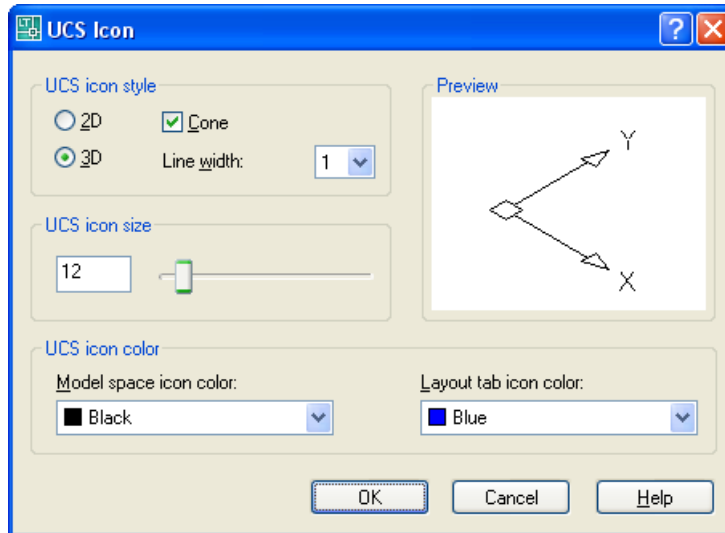 UCS Icon
UCS icon style
2D
Cone
3D
Line width:
1
Preview
Y
X
UCS icon size
12
UCS icon color
Model space icon color:
Layout tab icon color:
Black
Blue
OK
Cancel
Help